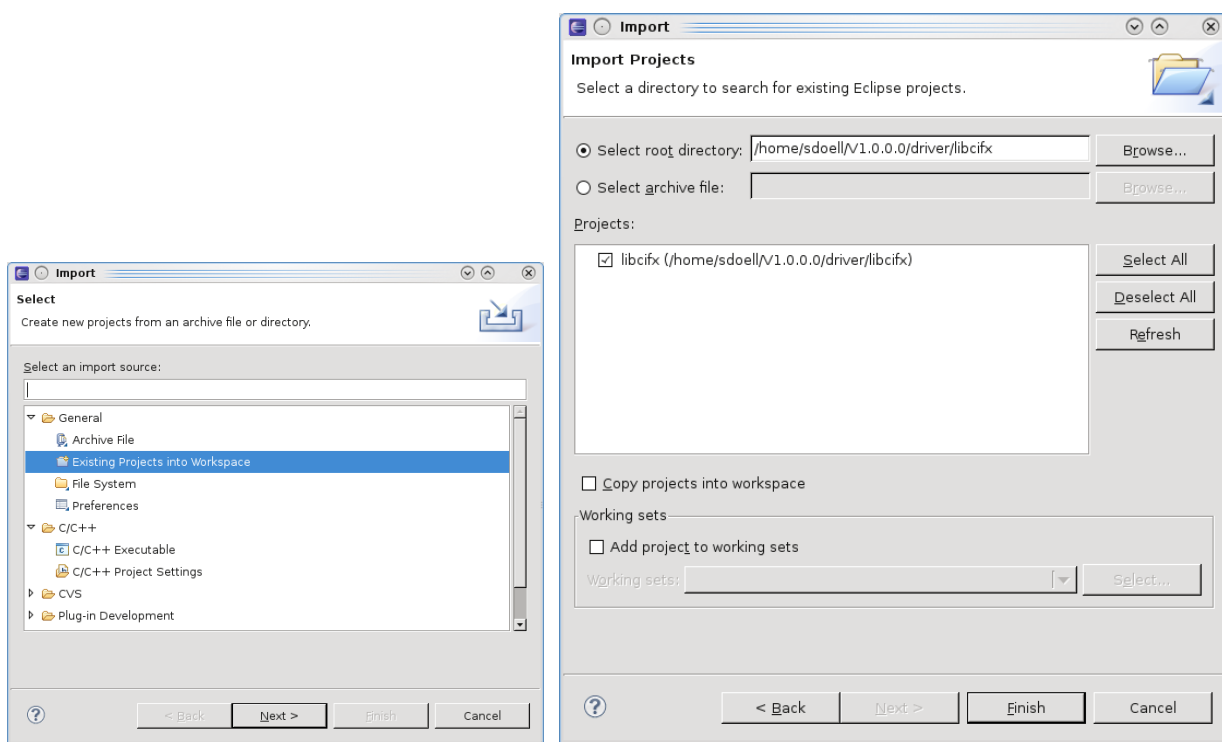 Import
Select
Create new projects from an archive file or directory.
Select an import source:
General
Archive File
Existing Projects into Workspace
File System
Preferences
C/C++
C/C++ Executable
C/C++ Project Settings
CVS
Plug-in Development
< Back Next > Finish Cancel
Import
Import Projects
Select a directory to search for existing Eclipse projects.
Select root directory: /home/sdoell/V1.0.0.0/driver/libcifx Browse...
Select archive file: Browse...
Projects:
libcifx (/home/sdoell/V1.0.0.0/driver/libcifx) Select All
Deselect All
Refresh
Copy projects into workspace
Working sets
Add project to working sets
Working sets: Select...
< Back Next > Finish Cancel